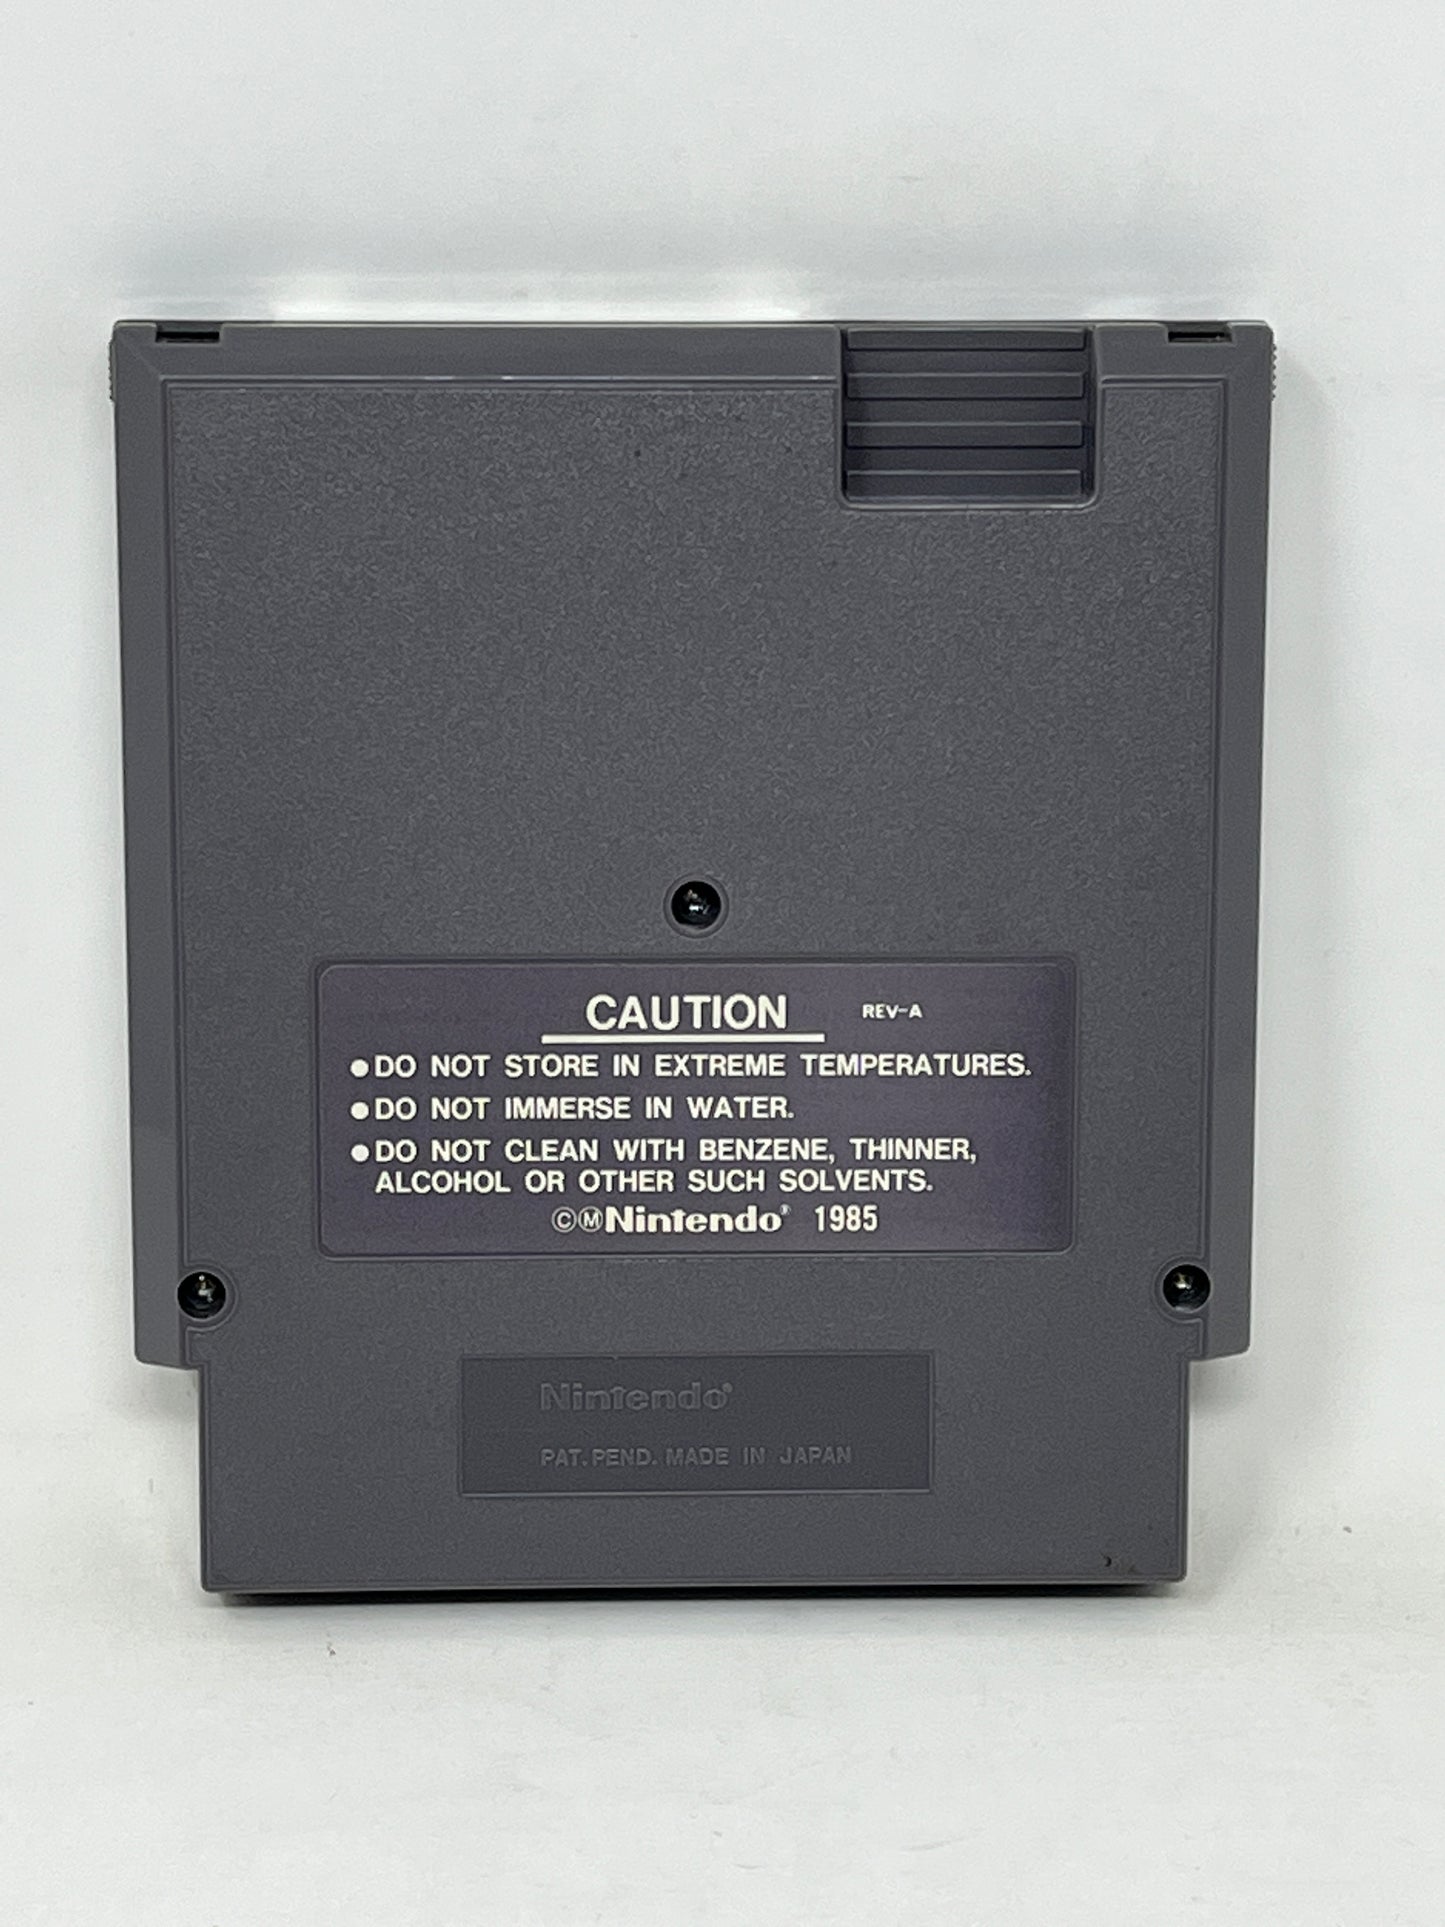 CAUTION REV-A
●DO NOT STORE IN EXTREME TEMPERATURES.
●DO NOT IMMERSE IN WATER.
●DO NOT CLEAN WITH BENZENE, THINNER,
ALCOHOL OR OTHER SUCH SOLVENTS.
©ⓂNintendo® 1985
Nintendo®
PAT. PEND. MADE IN JAPAN